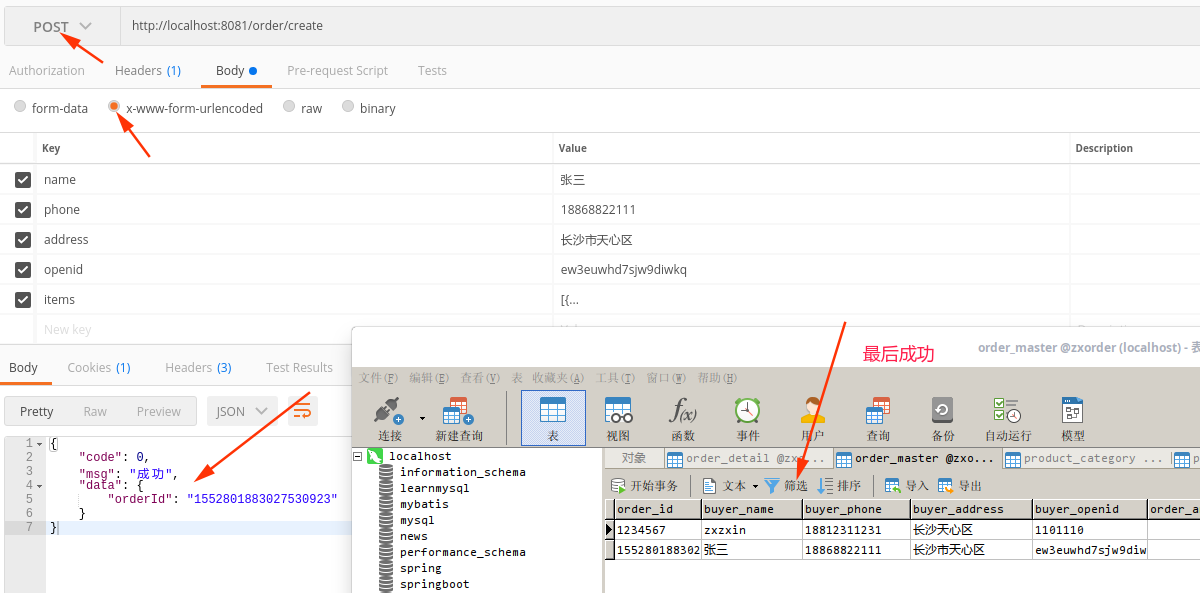 POST
http://localhost:8081/order/create
Authorization Headers (1) Body Pre-request Script Tests
form-data x-www-form-urlencoded raw binary
Key Value Description
name 张三
phone 18868822111
address 长沙市天心区
openid ew3euwhd7sjw9diwkq
items [{...
New key
Body Cookies (1) Headers (3) Test Results
Pretty Raw Preview JSON
1 {
2 "code": 0,
3 "msg": "成功",
4 "data": {
5 "orderId": "1552801883027530923"
6 }
7 }
最后成功
order_master @zxorder (localhost) - 表
文件(F) 编辑(E) 查看(V) 表 收藏夹(A) 工具(T) 窗口(W) 帮助(H)
连接 新建查询 表 视图 函数 事件 用户 查询 备份 自动运行 模型
localhost
information_schema
learnmysql
mybatis
mysql
news
performance_schema
spring
springboot
对象 order_detail @zxo... order_master @zxo... product_category ... p
开始事务 文本 筛选 排序 导入 导出
order_id buyer_name buyer_phone buyer_address buyer_openid order_a
1234567 zxzxin 18812311231 长沙天心区 1101110
155280188302 张三 18868822111 长沙市天心区 ew3euwhd7sjw9diw